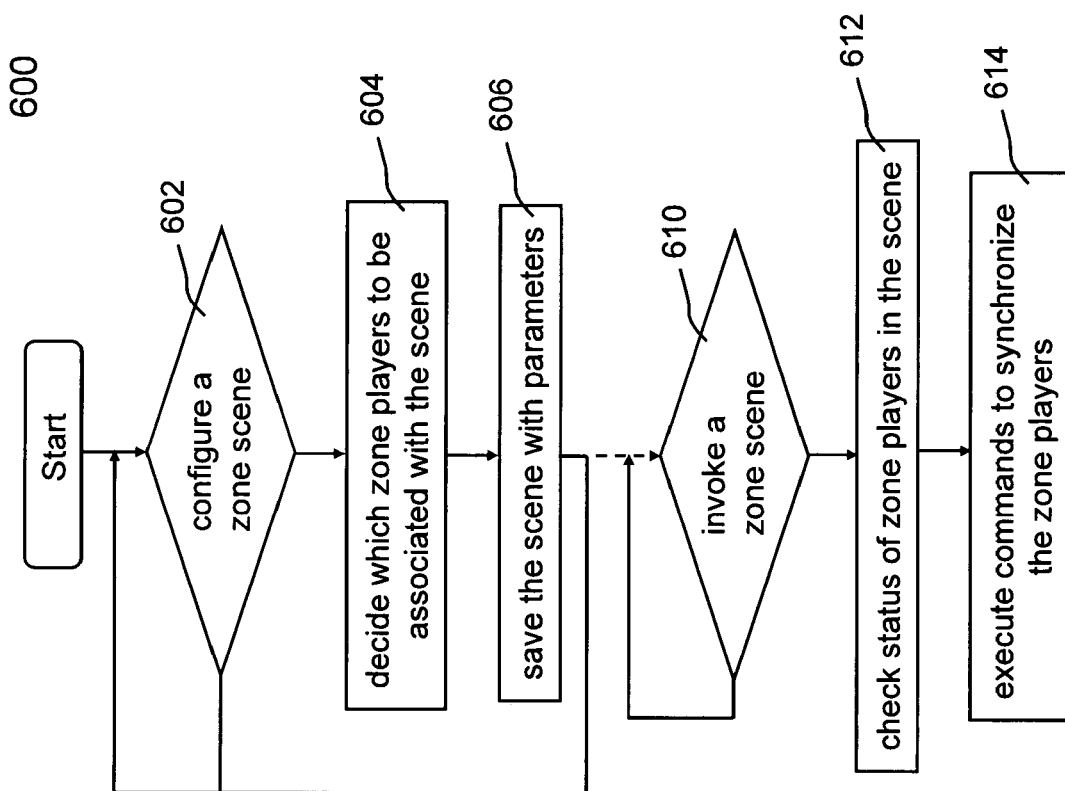 600
Start
602
configure a
zone scene
604
decide which zone players to be
associated with the scene
606
save the scene with parameters
610
invoke a
zone scene
612
check status of zone players in the scene
614
execute commands to synchronize
the zone players